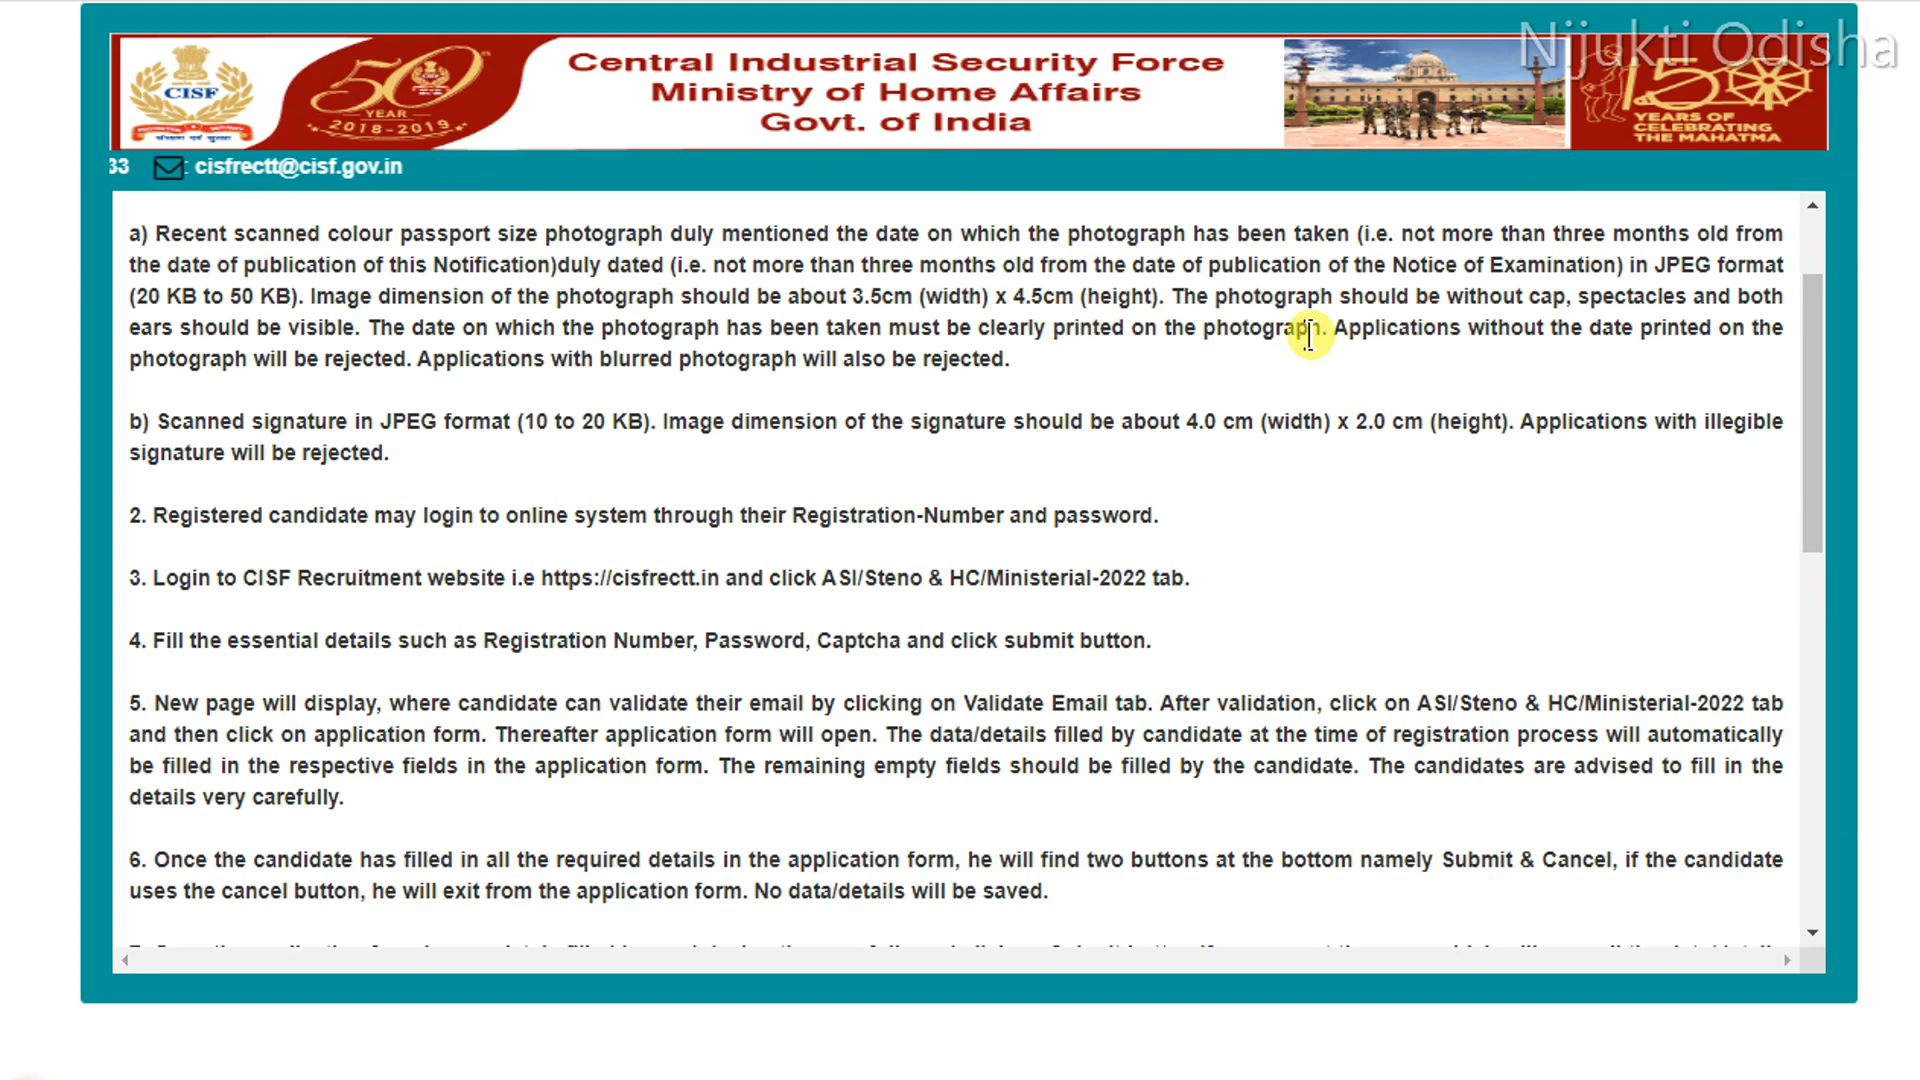 Nijukti Odisha
CISF
50
YEAR
2018-2019
Central Industrial Security Force
Ministry of Home Affairs
Govt. of India
150
YEARS OF
CELEBRATING
THE MAHATMA
33 cisfrectt@cisf.gov.in
a) Recent scanned colour passport size photograph duly mentioned the date on which the photograph has been taken (i.e. not more than three months old from
the date of publication of this Notification)duly dated (i.e. not more than three months old from the date of publication of the Notice of Examination) in JPEG format
(20 KB to 50 KB). Image dimension of the photograph should be about 3.5cm (width) x 4.5cm (height). The photograph should be without cap, spectacles and both
ears should be visible. The date on which the photograph has been taken must be clearly printed on the photograph. Applications without the date printed on the
photograph will be rejected. Applications with blurred photograph will also be rejected.
b) Scanned signature in JPEG format (10 to 20 KB). Image dimension of the signature should be about 4.0 cm (width) x 2.0 cm (height). Applications with illegible
signature will be rejected.
2. Registered candidate may login to online system through their Registration-Number and password.
3. Login to CISF Recruitment website i.e https://cisfrectt.in and click ASI/Steno & HC/Ministerial-2022 tab.
4. Fill the essential details such as Registration Number, Password, Captcha and click submit button.
5. New page will display, where candidate can validate their email by clicking on Validate Email tab. After validation, click on ASI/Steno & HC/Ministerial-2022 tab
and then click on application form. Thereafter application form will open. The data/details filled by candidate at the time of registration process will automatically
be filled in the respective fields in the application form. The remaining empty fields should be filled by the candidate. The candidates are advised to fill in the
details very carefully.
6. Once the candidate has filled in all the required details in the application form, he will find two buttons at the bottom namely Submit & Cancel, if the candidate
uses the cancel button, he will exit from the application form. No data/details will be saved.